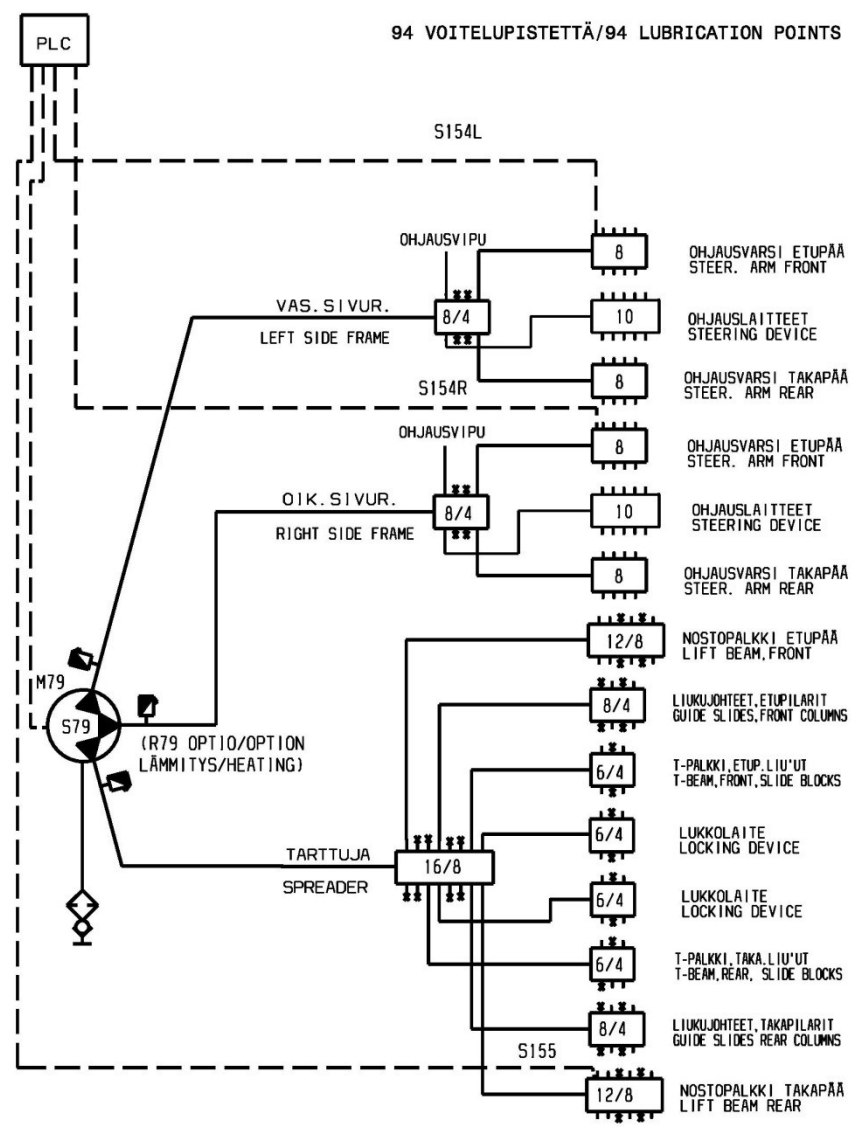 94 VOITELUPISTETTÄ/94 LUBRICATION POINTS
PLC
S154L
OHJAUSVIPU
8
OHJAUSVARSI ETUPÄÄ
STEER. ARM FRONT
VAS.SIVUR.
8/4
LEFT SIDE FRAME
10
OHJAUSLAITTEET
STEERING DEVICE
8
OHJAUSVARSI TAKAPÄÄ
STEER. ARM REAR
S154R
OHJAUSVIPU
8
OHJAUSVARSI ETUPÄÄ
STEER. ARM FRONT
OIK.SIVUR.
8/4
RIGHT SIDE FRAME
10
OHJAUSLAITTEET
STEERING DEVICE
8
OHJAUSVARSI TAKAPÄÄ
STEER. ARM REAR
12/8
NOSTOPALKKI ETUPÄÄ
LIFT BEAM,FRONT
M79
S79
(R79 OPTIO/OPTION
LÄMMITYS/HEATING)
8/4
LIUKUJOHTEET,ETUPILARIT
GUIDE SLIDES,FRONT COLUMNS
6/4
T-PALKKI,ETUP.LIU'UT
T-BEAM,FRONT,SLIDE BLOCKS
6/4
LUKKOLAITE
LOCKING DEVICE
TARTTUJA
16/8
SPREADER
6/4
LUKKOLAITE
LOCKING DEVICE
6/4
T-PALKKI,TAKA.LIU'UT
T-BEAM,REAR, SLIDE BLOCKS
8/4
LIUKUJOHTEET,TAKAPILARIT
GUIDE SLIDES REAR COLUMNS
S155
12/8
NOSTOPALKKI TAKAPÄÄ
LIFT BEAM REAR